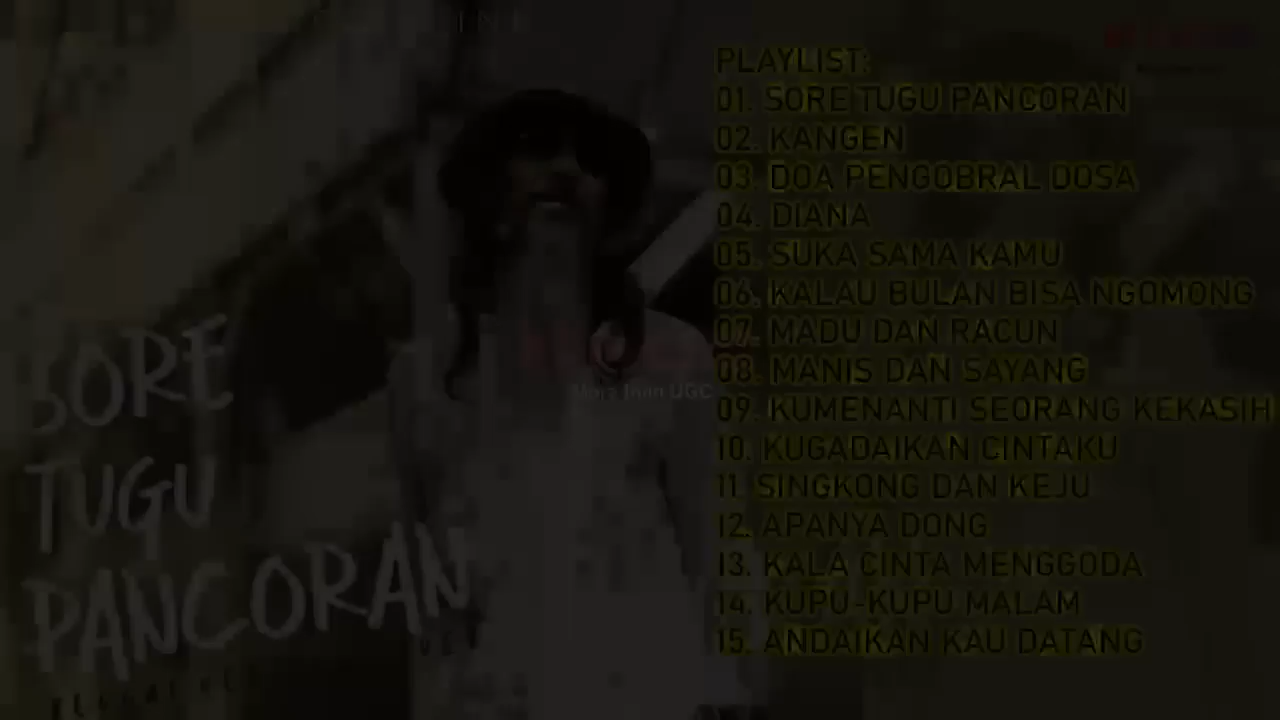 PLAYLIST:
01. SORE TUGU PANCORAN
02. KANGEN
03. DOA PENGOBRAL DOSA
04. DIANA
05. SUKA SAMA KAMU
06. KALAU BULAN BISA NGOMONG
07. MADU DAN RACUN
08. MANIS DAN SAYANG
09. KUMENANTI SEORANG KEKASIH
10. KUGADAIKAN CINTAKU
11. SINGKONG DAN KEJU
12. APANYA DONG
13. KALA CINTA MENGGODA
14. KUPU-KUPU MALAM
15. ANDAIKAN KAU DATANG
SORE
TUGU
PANCORAN
More than UGC